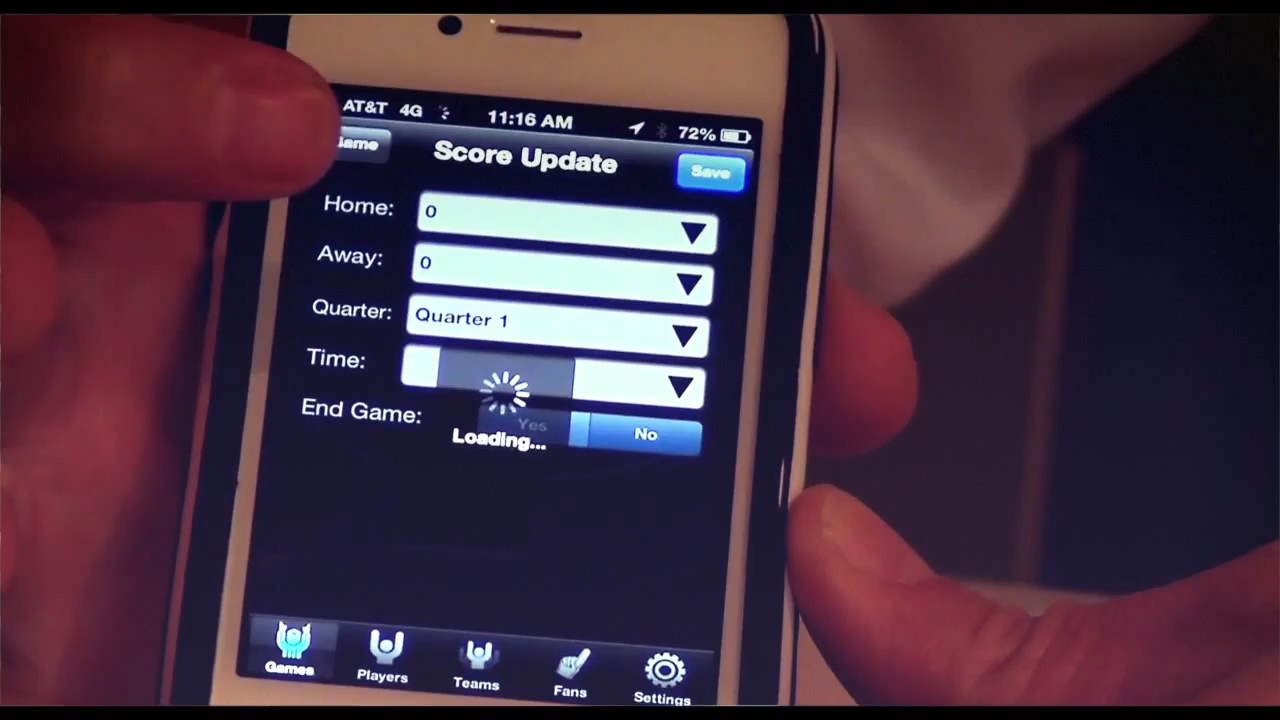 AT&T 4G 11:16 AM 72%
Game Score Update Save
Home: 0
Away: 0
Quarter: Quarter 1
Time:
End Game: Yes No
Loading...
Games Players Teams Fans Settings